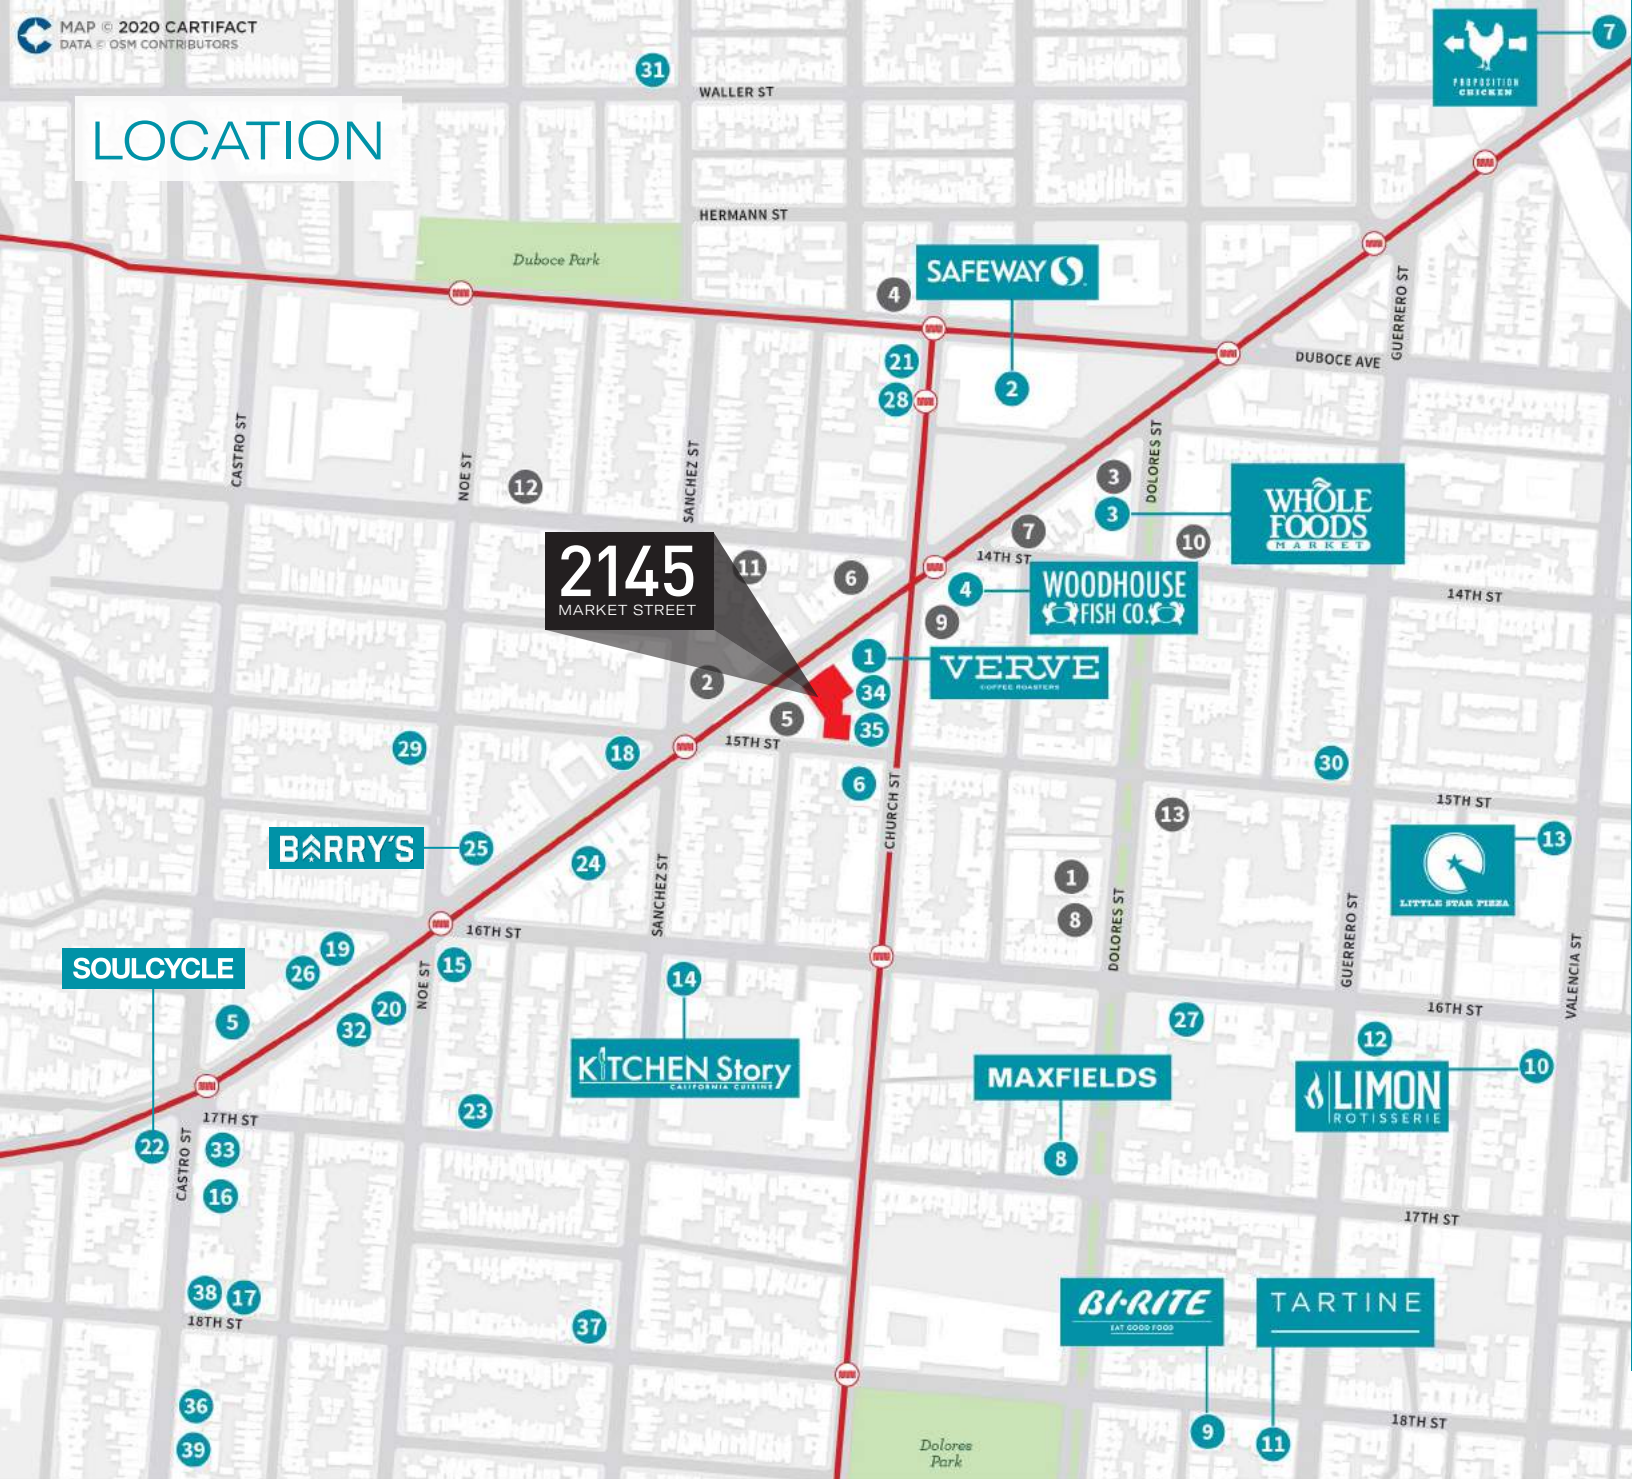 MAP © 2020 CARTIFACT
DATA © OSM CONTRIBUTORS
LOCATION
31
WALLER ST
PROPOSITION
CHICKEN
7
HERMANN ST
Duboce Park
SAFEWAY
4
GUERRERO ST
DUBOCE AVE
21
2
28
CASTRO ST
NOE ST
SANCHEZ ST
DOLORES ST
12
3
3
WHOLE
FOODS
MARKET
7
10
14TH ST
2145
MARKET STREET
11
6
4
WOODHOUSE
FISH CO.
14TH ST
9
1
VERVE
COFFEE ROASTERS
2
34
5
35
15TH ST
29
18
6
30
CHURCH ST
15TH ST
13
BARRY'S
25
24
13
LITTLE STAR PIZZA
1
8
SANCHEZ ST
DOLORES ST
GUERRERO ST
VALENCIA ST
16TH ST
19
SOULCYCLE
26
15
14
NOE ST
5
20
32
16TH ST
27
12
KITCHEN Story
CALIFORNIA CUISINE
MAXFIELDS
10
LIMON
ROTISSERIE
23
17TH ST
22
33
CASTRO ST
16
8
17TH ST
38
17
18TH ST
37
BI-RITE
EAT GOOD FOOD
TARTINE
36
39
9
11
18TH ST
Dolores
Park